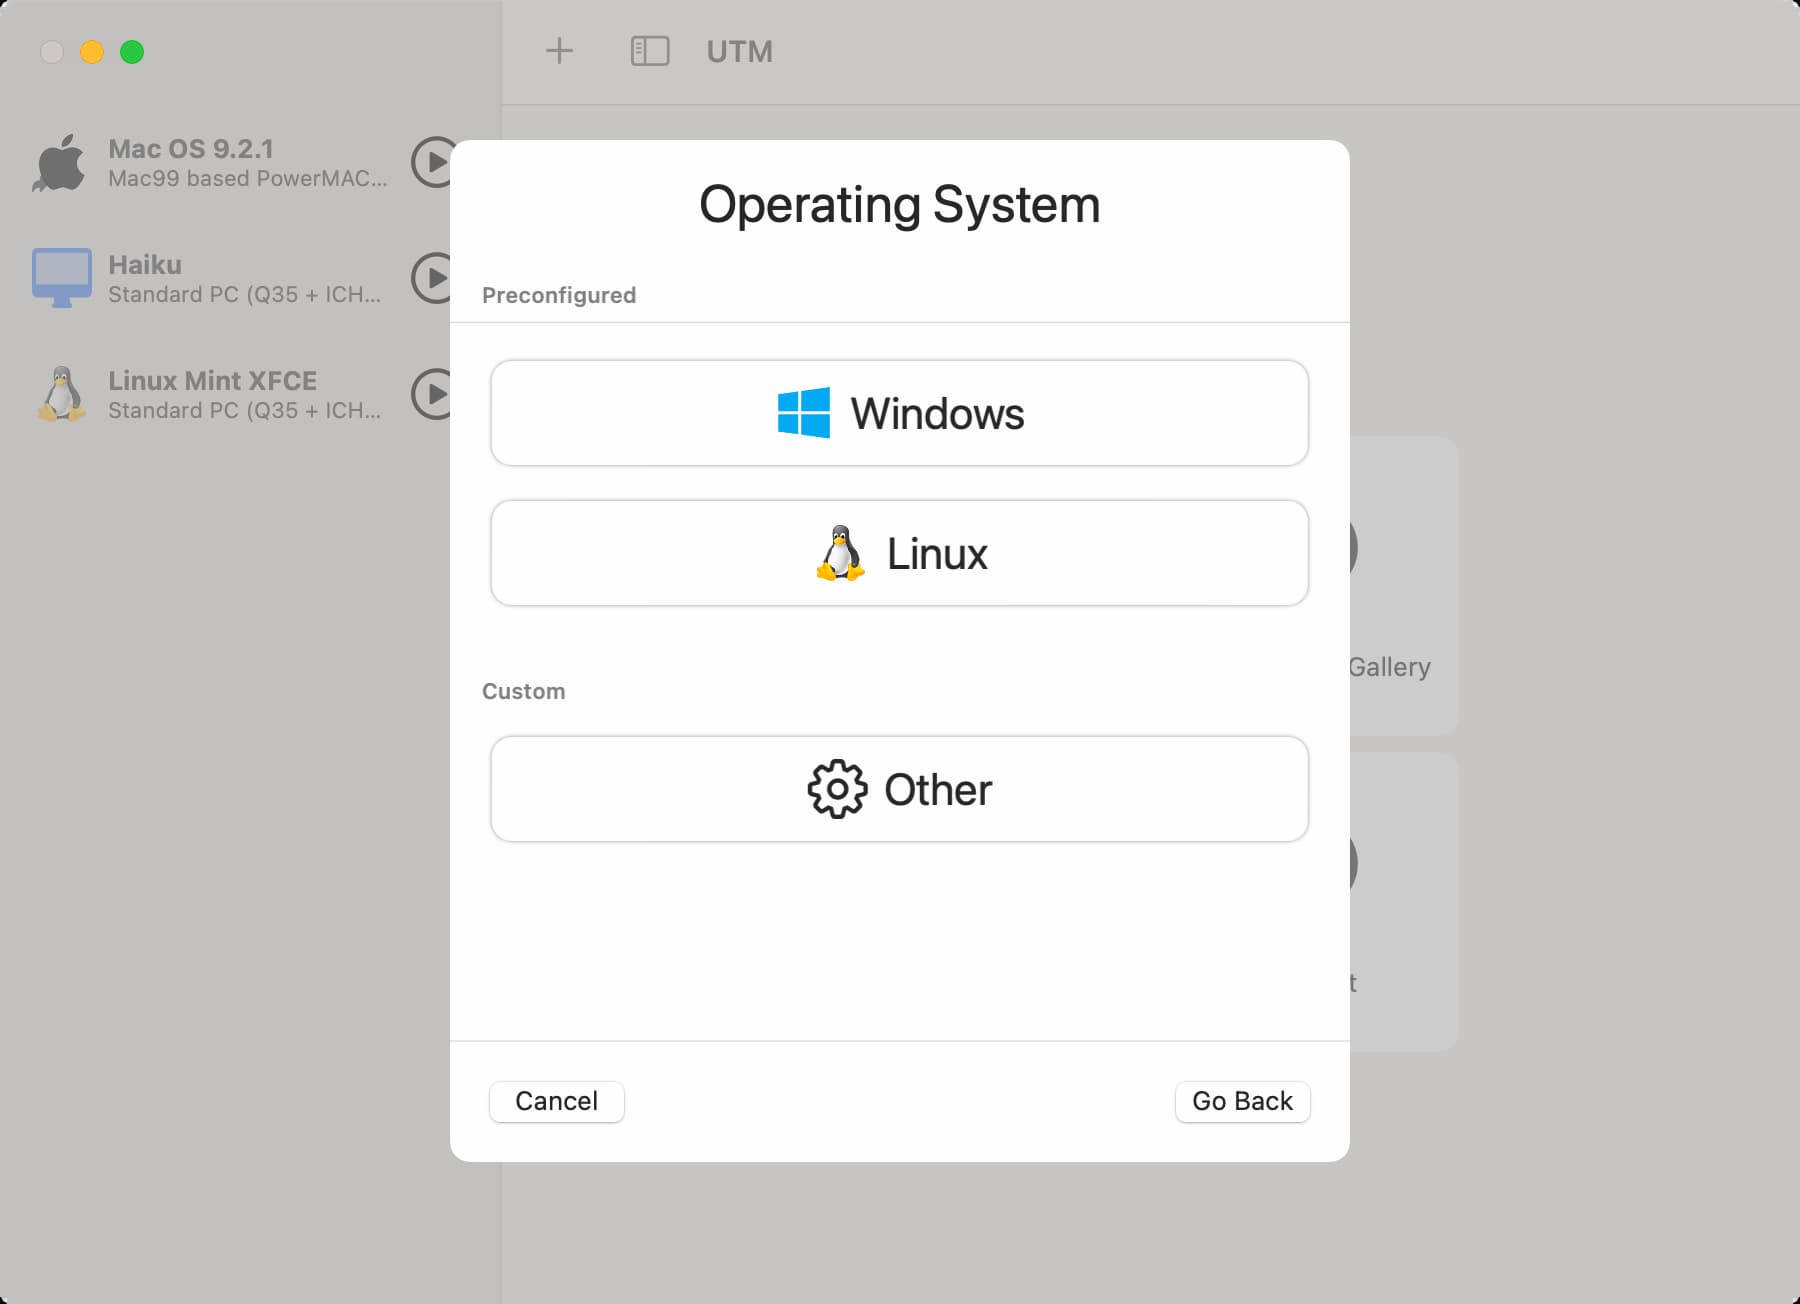 UTM
Mac OS 9.2.1
Mac99 based PowerMAC...
Haiku
Standard PC (Q35 + ICH...
Linux Mint XFCE
Standard PC (Q35 + ICH...
Operating System
Preconfigured
Windows
Linux
Custom
Other
Cancel
Go Back
Gallery
t